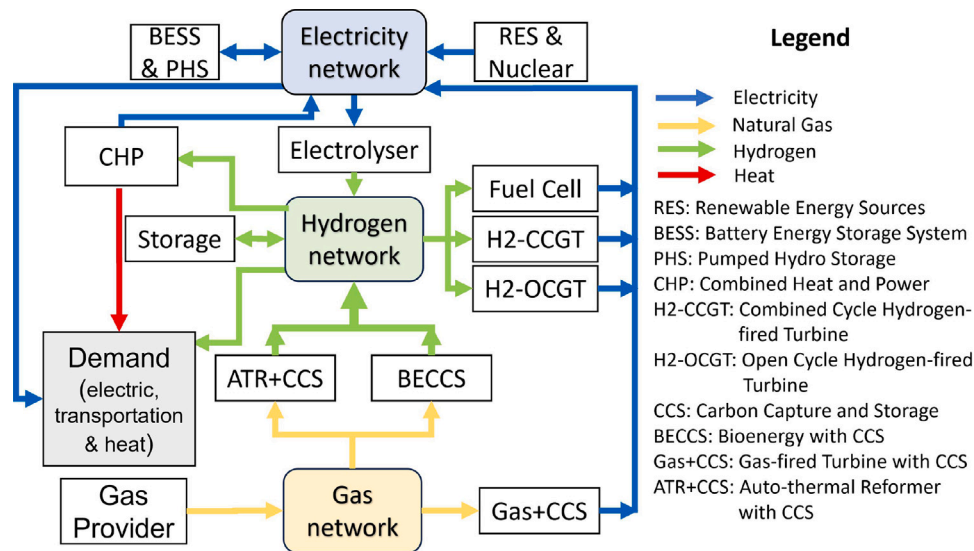 BESS
& PHS
Electricity
network
RES &
Nuclear
CHP
Electrolyser
Storage
Hydrogen
network
Fuel Cell
H2-CCGT
H2-OCGT
Demand
(electric,
transportation
& heat)
ATR+CCS
BECCS
Gas
Provider
Gas
network
Gas+CCS
Legend
Electricity
Natural Gas
Hydrogen
Heat
RES: Renewable Energy Sources
BESS: Battery Energy Storage System
PHS: Pumped Hydro Storage
CHP: Combined Heat and Power
H2-CCGT: Combined Cycle Hydrogen-
fired Turbine
H2-OCGT: Open Cycle Hydrogen-fired
Turbine
CCS: Carbon Capture and Storage
BECCS: Bioenergy with CCS
Gas+CCS: Gas-fired Turbine with CCS
ATR+CCS: Auto-thermal Reformer
with CCS